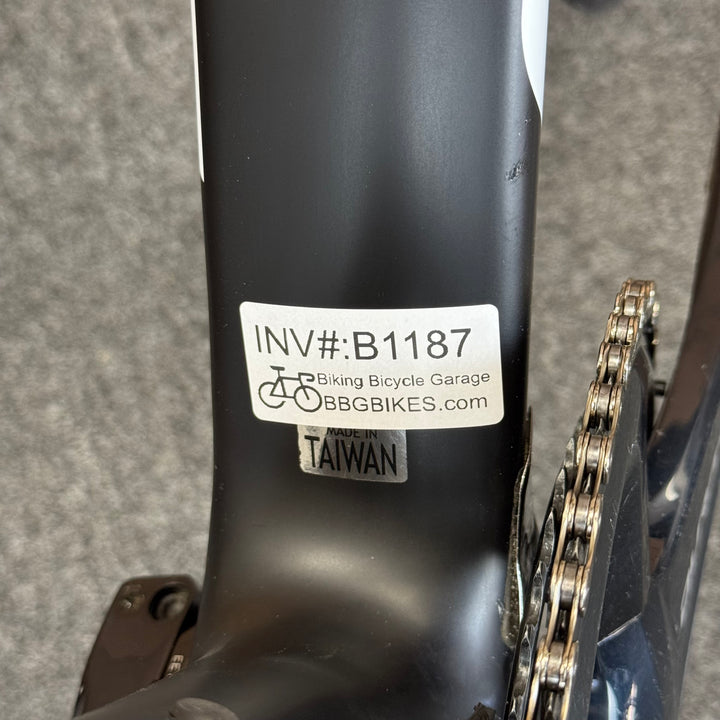 INV#:B1187
Biking Bicycle Garage
BBGBIKES.com
MADE IN
TAIWAN